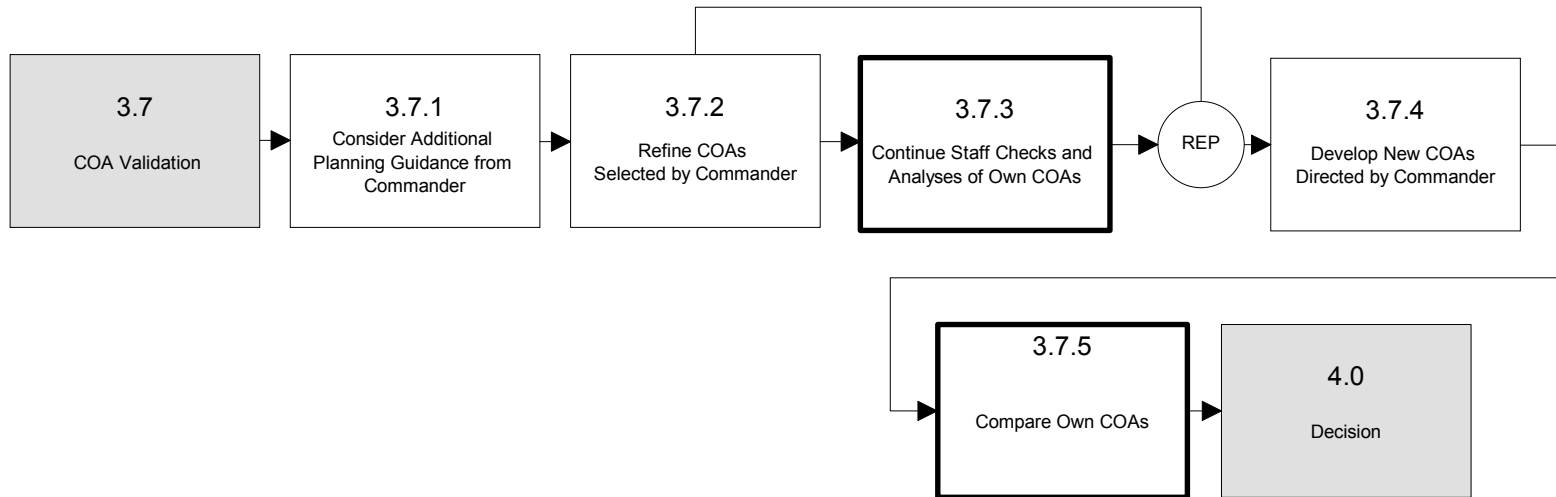 3.7
COA Validation
3.7.1
Consider Additional
Planning Guidance from
Commander
3.7.2
Refine COAs
Selected by Commander
3.7.3
Continue Staff Checks and
Analyses of Own COAs
REP
3.7.4
Develop New COAs
Directed by Commander
3.7.5
Compare Own COAs
4.0
Decision